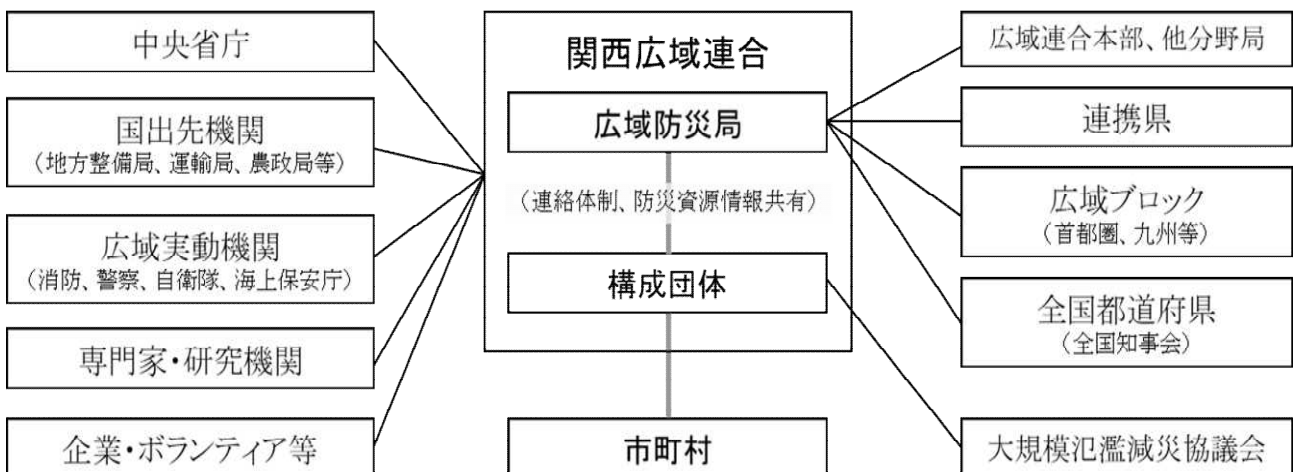 中央省庁
国出先機関
（地方整備局、運輸局、農政局等）
広域実動機関
（消防、警察、自衛隊、海上保安庁）
専門家・研究機関
企業・ボランティア等
関西広域連合
広域防災局
（連絡体制、防災資源情報共有）
構成団体
市町村
広域連合本部、他分野局
連携県
広域ブロック
（首都圏、九州等）
全国都道府県
（全国知事会）
大規模氾濫減災協議会